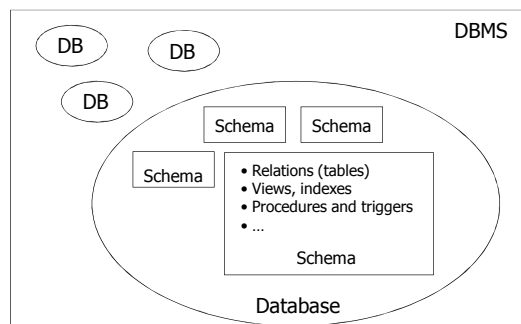 DBMS
DB
DB
DB
Schema
Schema
Schema
• Relations (tables)
• Views, indexes
• Procedures and triggers
• ...
Schema
Database